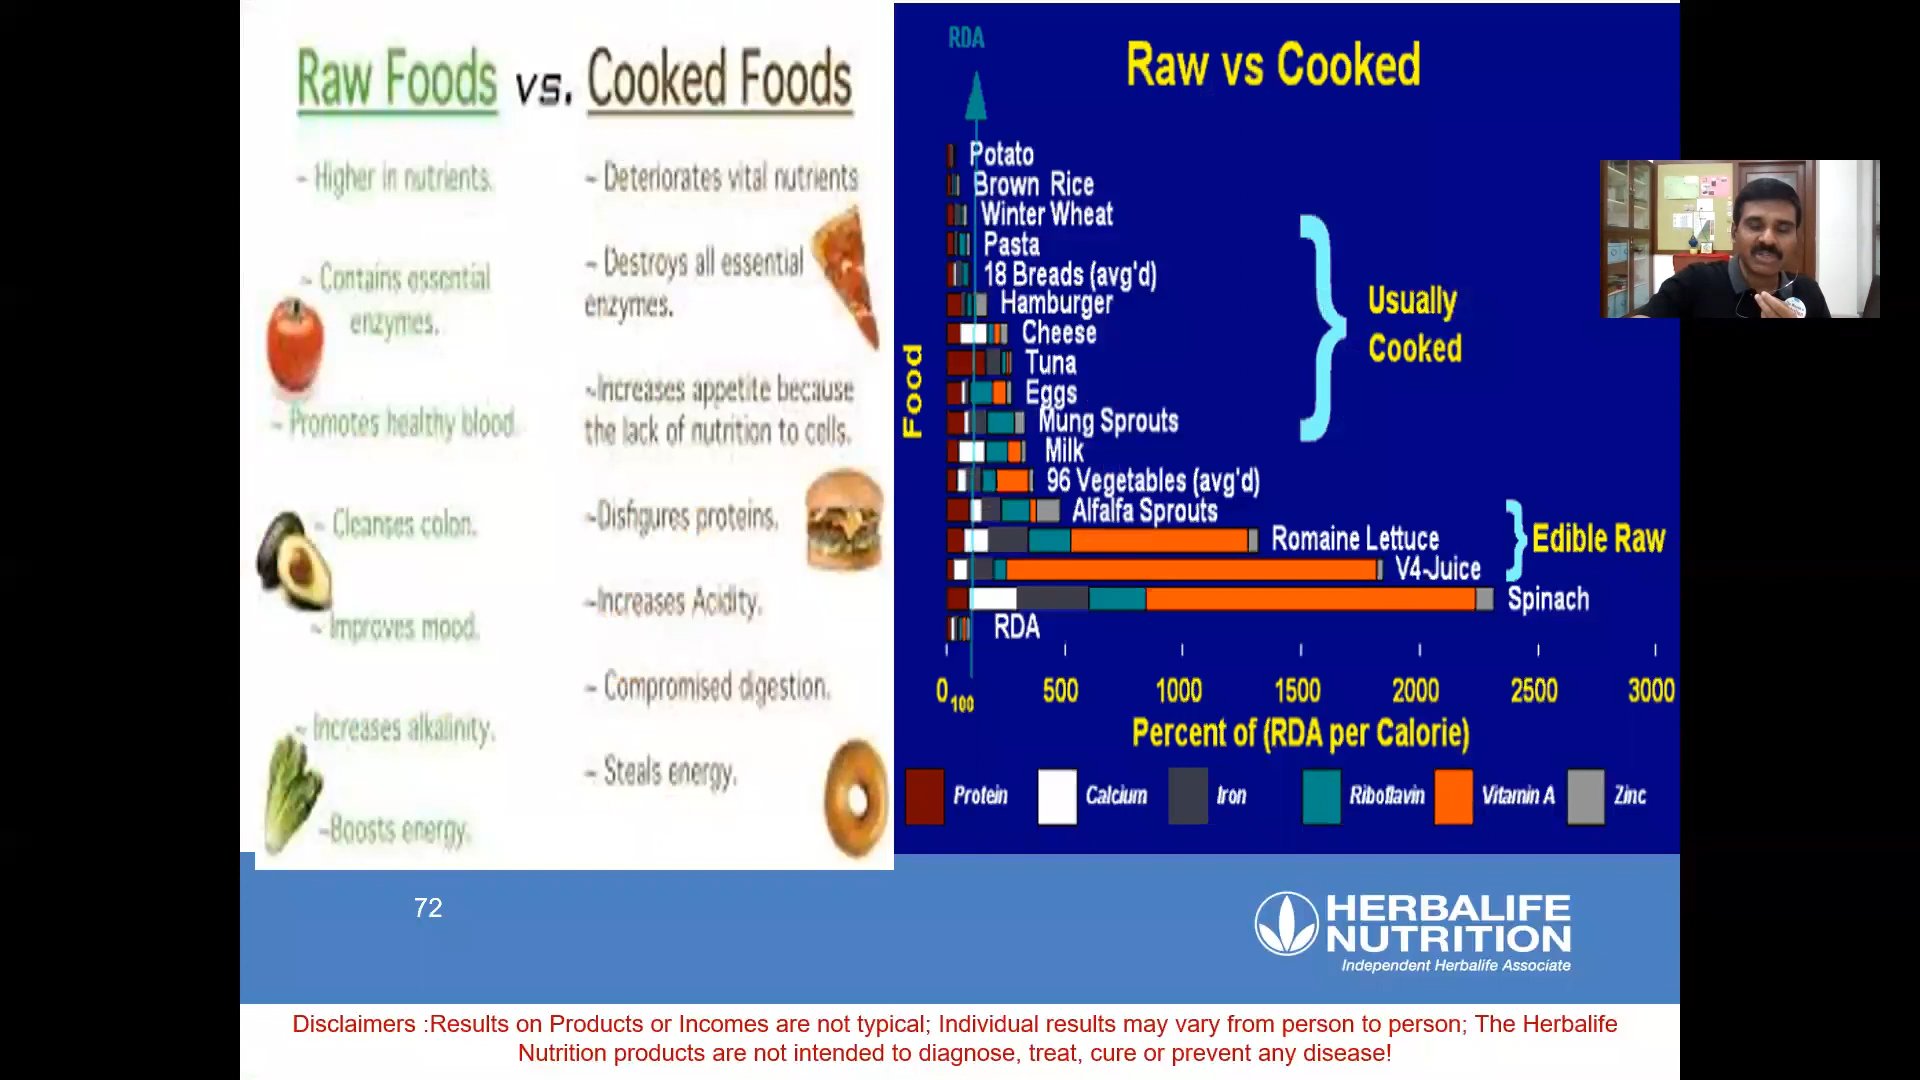 Raw Foods vs. Cooked Foods
~ Higher in nutrients.
~ Contains essential
enzymes.
~ Promotes healthy blood.
~ Cleanses colon.
~ Improves mood.
~ Increases alkalinity.
~Boosts energy.
~ Deteriorates vital nutrients
~ Destroys all essential
enzymes.
~Increases appetite because
the lack of nutrition to cells.
~Disfigures proteins.
~Increases Acidity.
~ Compromised digestion.
~ Steals energy.
RDA
Raw vs Cooked
Food
Potato
Brown Rice
Winter Wheat
Pasta
18 Breads (avg'd)
Hamburger
Cheese
Tuna
Eggs
Mung Sprouts
Milk
96 Vegetables (avg'd)
Alfalfa Sprouts
Romaine Lettuce
V4-Juice
Spinach
RDA
Usually
Cooked
Edible Raw
0 100 500 1000 1500 2000 2500 3000
Percent of (RDA per Calorie)
Protein Calcium Iron Riboflavin Vitamin A Zinc
72
HERBALIFE
NUTRITION
Independent Herbalife Associate
Disclaimers :Results on Products or Incomes are not typical; Individual results may vary from person to person; The Herbalife
Nutrition products are not intended to diagnose, treat, cure or prevent any disease!